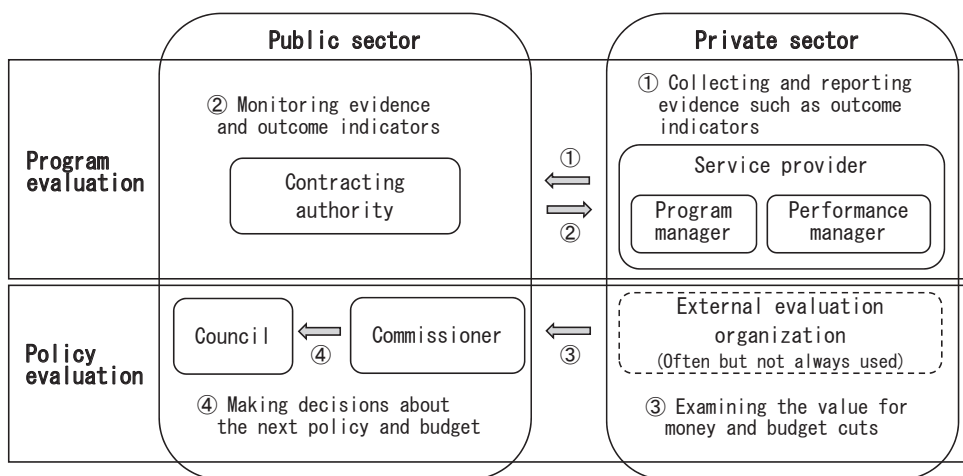 Public sector
Private sector
Program
evaluation
② Monitoring evidence
and outcome indicators
Contracting
authority
①
②
① Collecting and reporting
evidence such as outcome
indicators
Service provider
Program
manager
Performance
manager
Policy
evaluation
Council
④
Commissioner
④ Making decisions about
the next policy and budget
③
External evaluation
organization
(Often but not always used)
③ Examining the value for
money and budget cuts